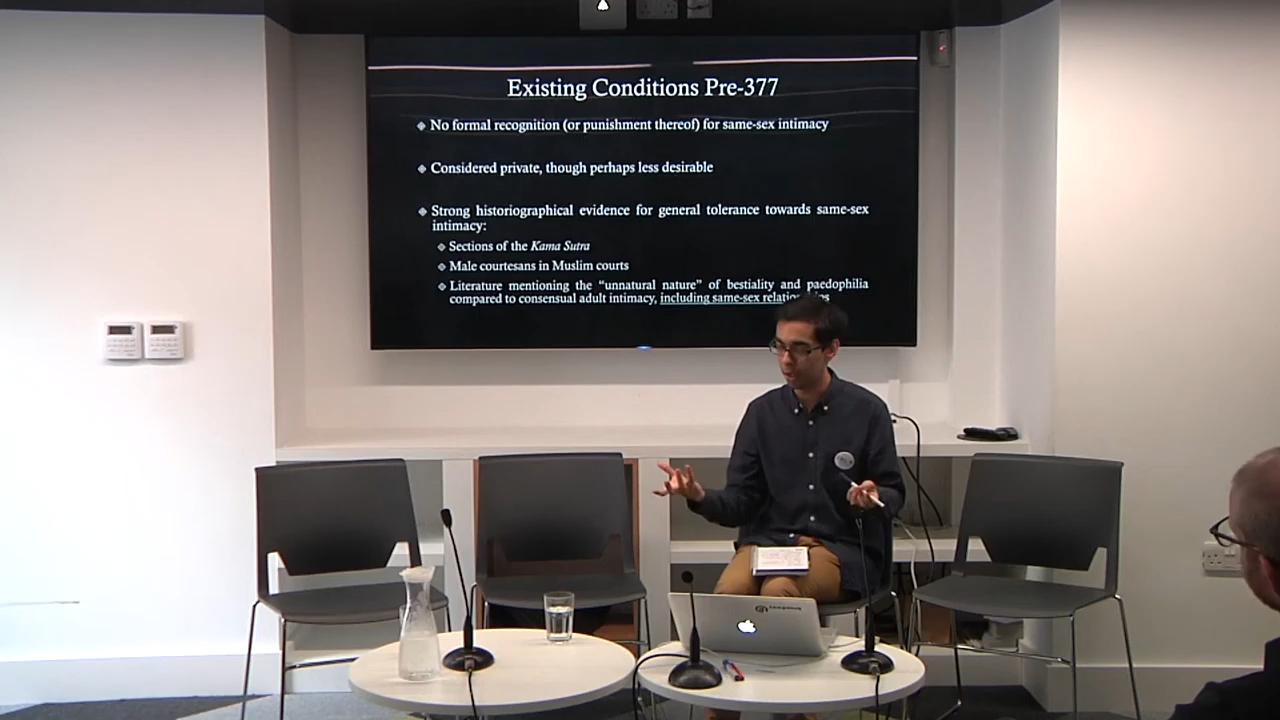 Existing Conditions Pre-377
No formal recognition (or punishment thereof) for same-sex intimacy
Considered private, though perhaps less desirable
Strong historiographical evidence for general tolerance towards same-sex
intimacy:
Sections of the Kama Sutra
Male courtesans in Muslim courts
Literature mentioning the “unnatural nature” of bestiality and paedophilia
compared to consensual adult intimacy, including same-sex relationships